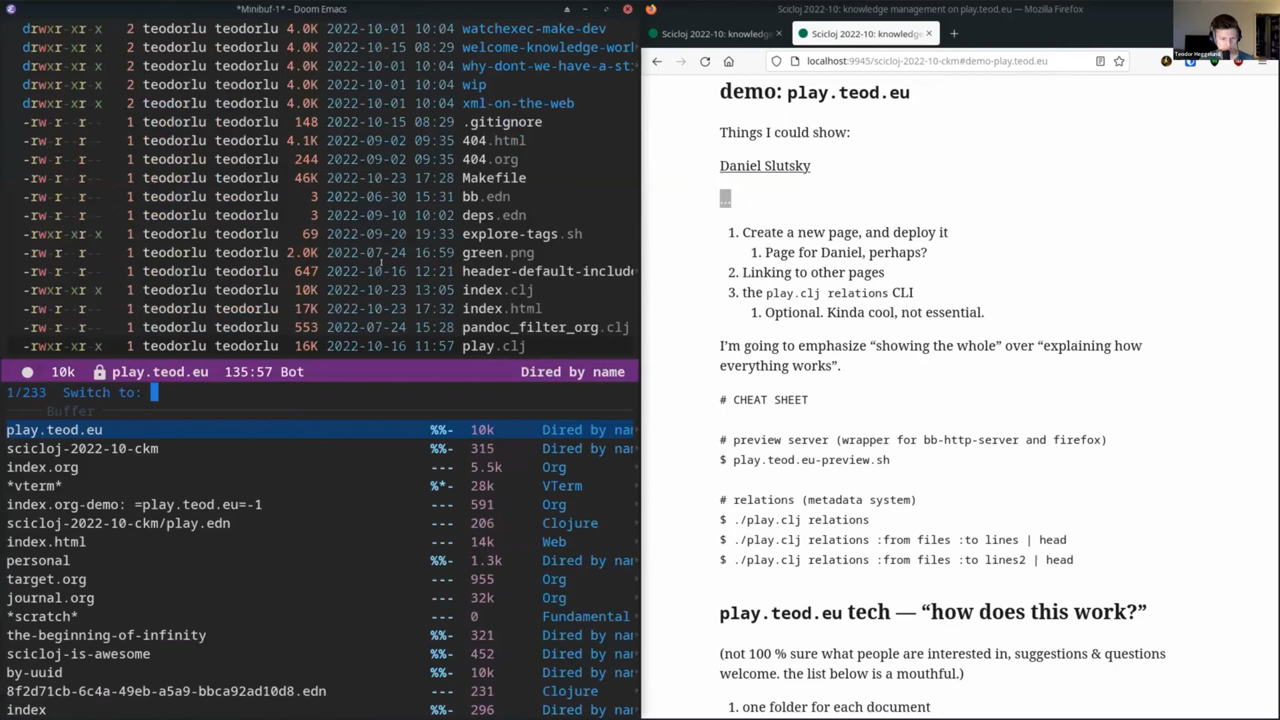 *Minibuf-1* – Doom Emacs
drwxr-xr-x 2 teodorlu teodorlu 4.0K 2022-10-01 10:04 watchexec-make-dev
drwxr-xr-x 2 teodorlu teodorlu 4.0K 2022-10-15 08:29 welcome-knowledge-worl
drwxr-xr-x teodorlu teodorlu 4.0K 2022-10-15 08:29
drwxr-xr-x 2 teodorlu teodorlu 4.0K 2022-10-01 10:04 wip
drwxr-xr-x 2 teodorlu teodorlu 4.0K 2022-10-01 10:04 xml-on-the-web
-rw-r--r-- 1 teodorlu teodorlu 148 2022-10-15 08:29 .gitignore
-rw-r--r-- 1 teodorlu teodorlu 4.1K 2022-09-02 09:35 404.html
-rw-r--r-- 1 teodorlu teodorlu 244 2022-09-02 09:35 404.org
-rw-r--r-- 1 teodorlu teodorlu 46K 2022-10-23 17:28 Makefile
-rw-r--r-- 1 teodorlu teodorlu 3 2022-06-30 15:31 bb.edn
-rw-r--r-- 1 teodorlu teodorlu 3 2022-09-10 10:02 deps.edn
-rwxr-xr-x 1 teodorlu teodorlu 69 2022-09-20 19:33 explore-tags.sh
-rw-r--r-- 1 teodorlu teodorlu 2.0K 2022-07-24 16:59 green.png
-rw-r--r-- 1 teodorlu teodorlu 647 2022-10-16 12:21 header-default-include
-rwxr-xr-x 1 teodorlu teodorlu 10K 2022-10-23 13:05 index.clj
-rw-r--r-- 1 teodorlu teodorlu 17K 2022-10-23 17:32 index.html
-rwxr-xr-x 1 teodorlu teodorlu 553 2022-07-24 15:28 pandoc_filter_org.clj
-rwxr-xr-x 1 teodorlu teodorlu 16K 2022-10-16 11:57 play.clj
10k play.teod.eu 135:57 Bot Dired by name
1/233 Switch to:
Buffer
play.teod.eu %%- 10k Dired by nam
scicloj-2022-10-ckm %%- 315 Dired by nam
index.org --- 5.5k Org
*vterm* %*- 28k VTerm
index.org-demo: =play.teod.eu=-1 --- 591 Org
scicloj-2022-10-ckm/play.edn --- 206 Clojure
index.html --- 14k Web
personal %%- 1.3k Dired by nam
target.org --- 955 Org
journal.org --- 32k Org
*scratch* --- 0 Fundamental
the-beginning-of-infinity %%- 321 Dired by nam
scicloj-is-awesome %%- 452 Dired by nam
by-uuid %%- 10k Dired by nam
8f2d71cb-6c4a-49eb-a5a9-bbca92ad10d8.edn --- 231 Clojure
index --- 296 Org
Scicloj 2022-10: knowledge management on play.teod.eu — Mozilla Firefox
Scicloj 2022-10: knowledge
Scicloj 2022-10: knowledge
localhost:9945/scicloj-2022-10-ckm#demo-play.teod.eu
Teodor Heggelund
demo: play.teod.eu
Things I could show:
Daniel Slutsky
...
1. Create a new page, and deploy it
1. Page for Daniel, perhaps?
2. Linking to other pages
3. the play.clj relations CLI
1. Optional. Kinda cool, not essential.
I’m going to emphasize “showing the whole” over “explaining how
everything works”.
# CHEAT SHEET
# preview server (wrapper for bb-http-server and firefox)
$ play.teod.eu-preview.sh
# relations (metadata system)
$ ./play.clj relations
$ ./play.clj relations :from files :to lines | head
$ ./play.clj relations :from files :to lines2 | head
play.teod.eu tech — “how does this work?”
(not 100 % sure what people are interested in, suggestions & questions
welcome. the list below is a mouthful.)
1. one folder for each document